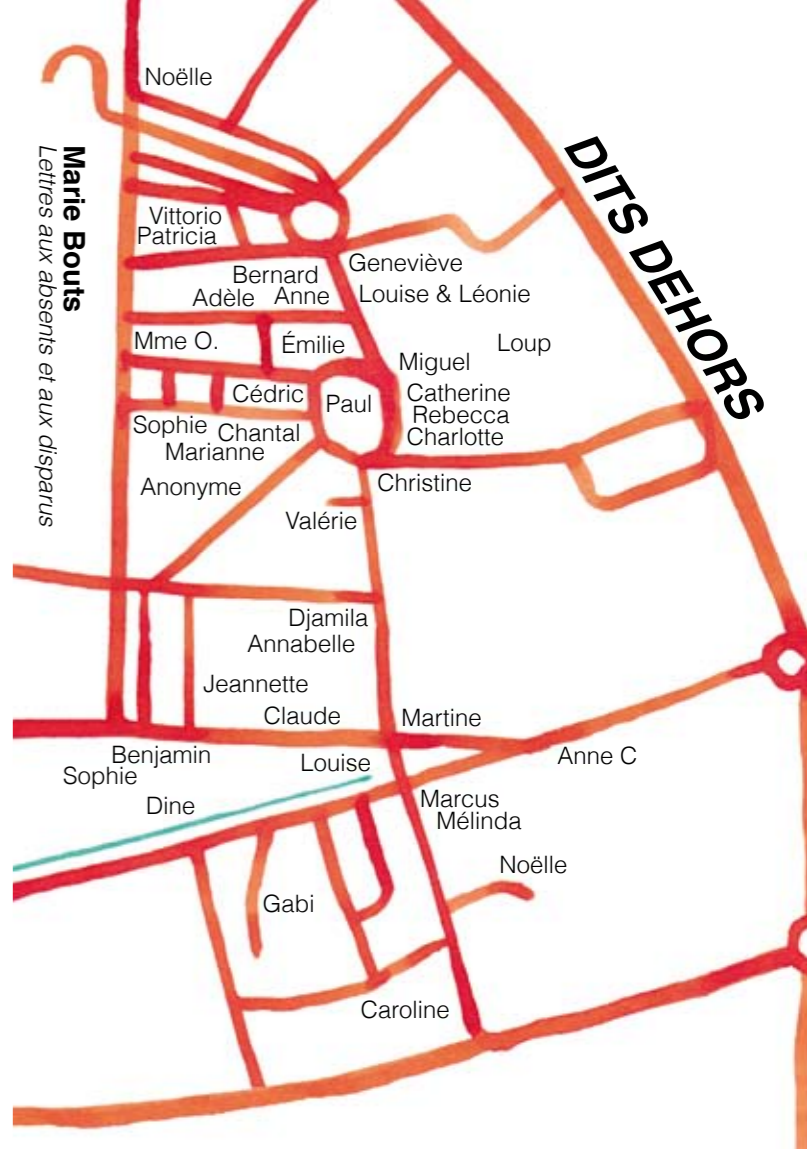 Noëlle
DITS DEHORS
Marie Bouts
Lettres aux absents et aux disparus
Vittorio
Patricia
Geneviève
Bernard
Adèle Anne
Louise & Léonie
Mme O.
Émilie
Loup
Miguel
Cédric
Paul
Catherine
Rebecca
Charlotte
Sophie
Chantal
Marianne
Anonyme
Christine
Valérie
Djamila
Annabelle
Jeannette
Claude
Martine
Benjamin
Sophie
Louise
Anne C
Dine
Marcus
Mélinda
Noëlle
Gabi
Caroline